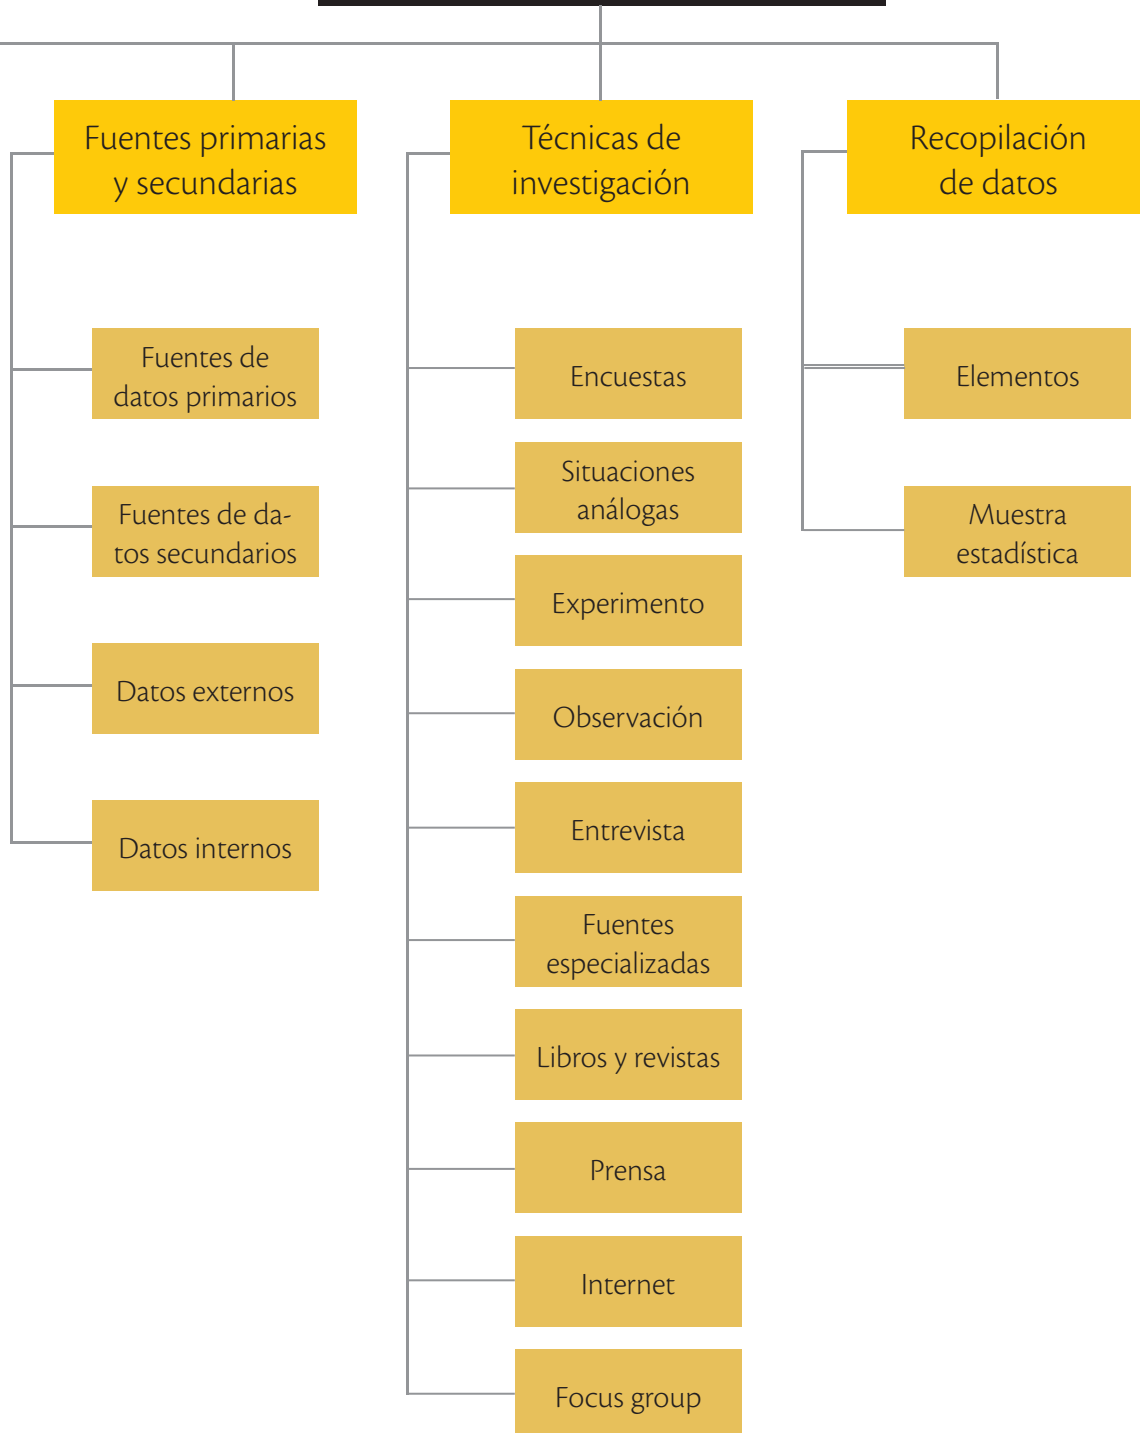 Fuentes primarias
y secundarias
Fuentes de
datos primarios
Fuentes de da-
tos secundarios
Datos externos
Datos internos
Técnicas de
investigación
Encuestas
Situaciones
análogas
Experimento
Observación
Entrevista
Fuentes
especializadas
Libros y revistas
Prensa
Internet
Focus group
Recopilación
de datos
Elementos
Muestra
estadística